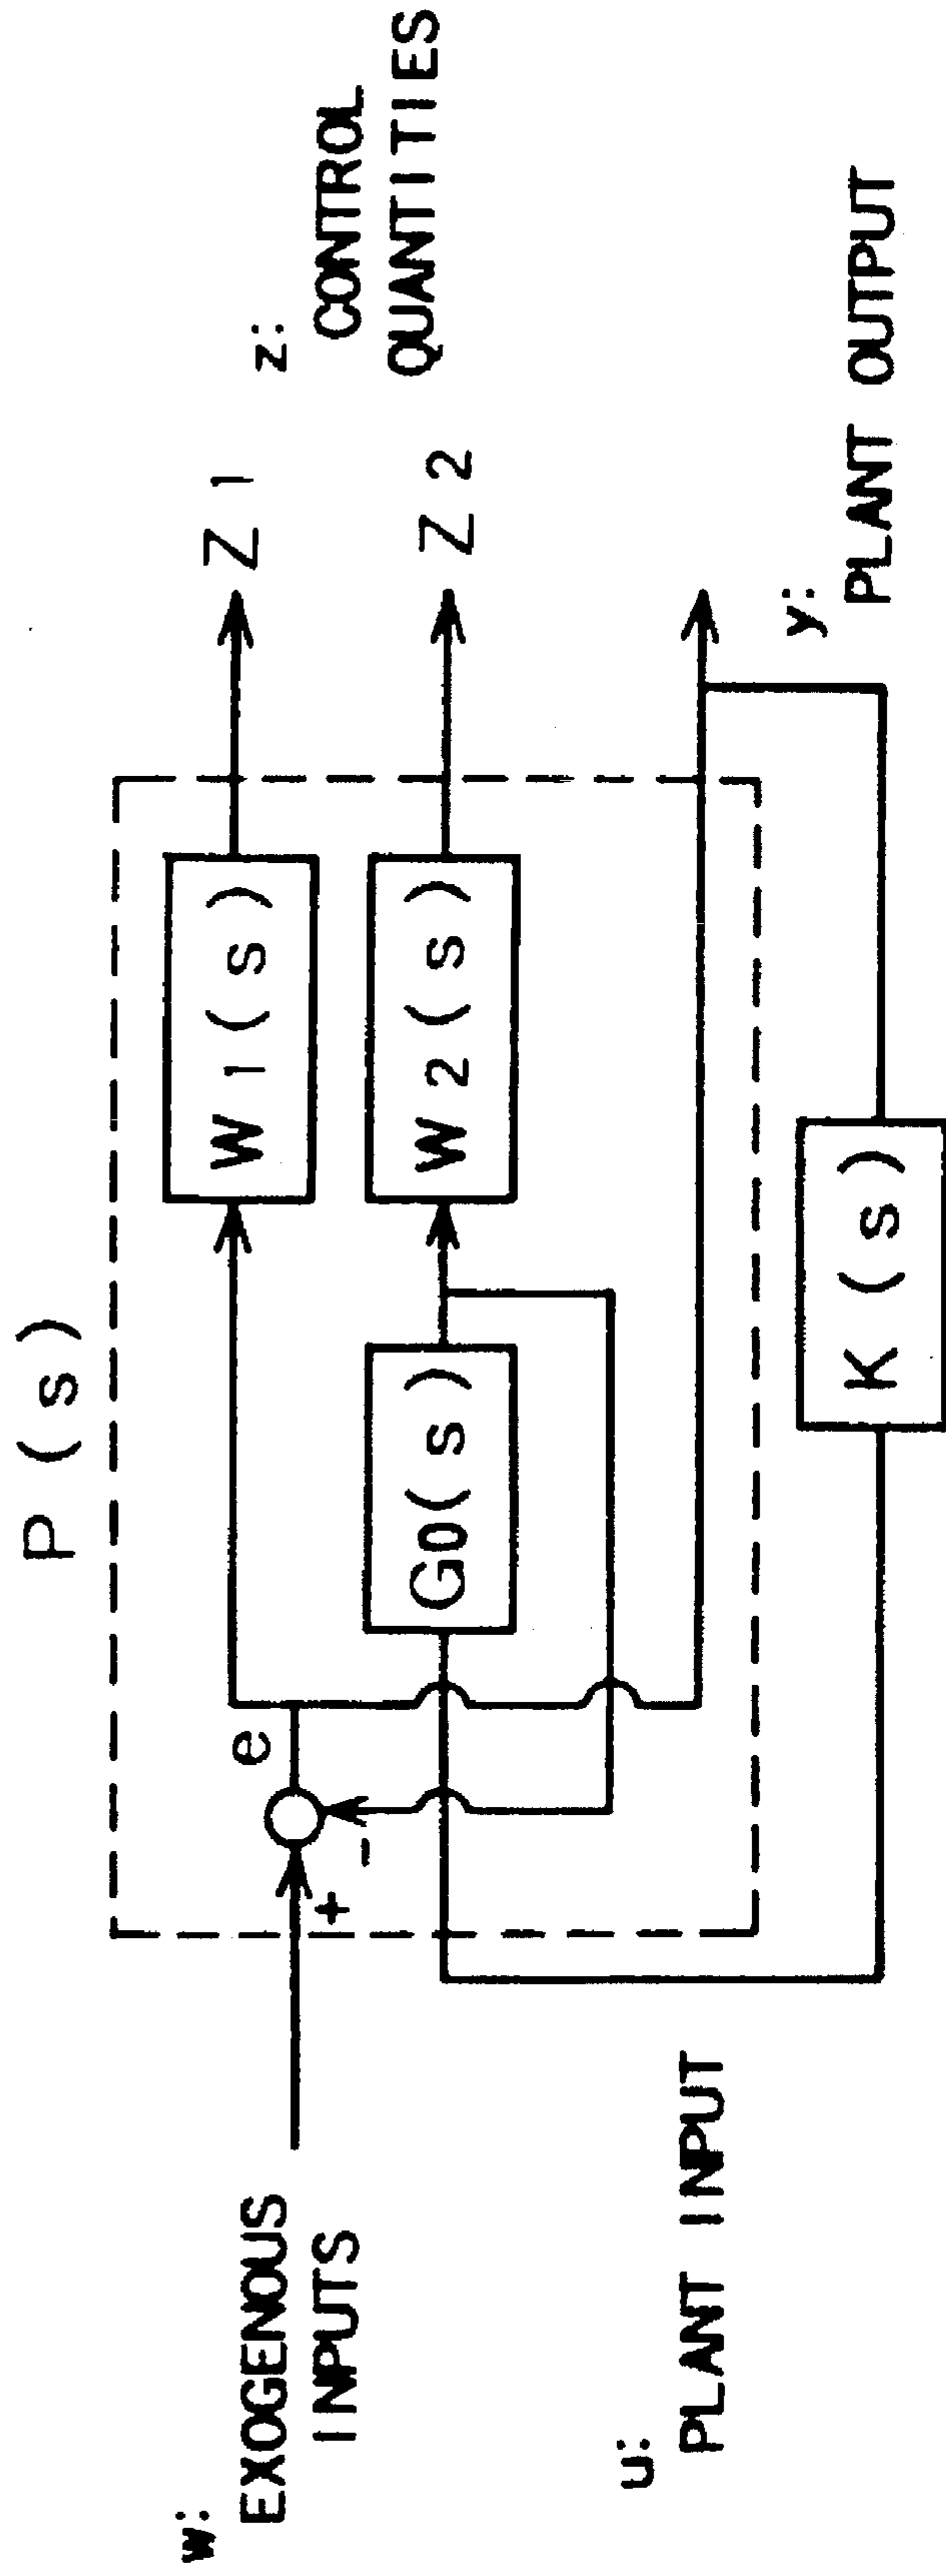 P(s)
w:
EXOGENOUS
INPUTS
+
-
e
W1(s)
Z1
z:
CONTROL
QUANTITIES
G0(s)
W2(s)
Z2
u:
PLANT INPUT
y:
PLANT OUTPUT
K(s)